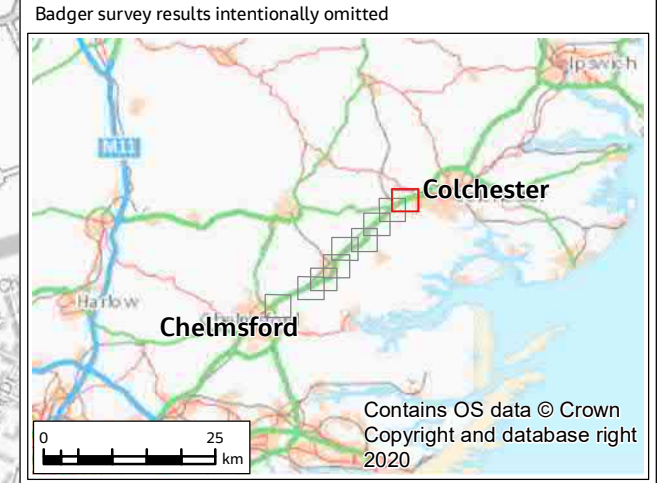 Badger survey results intentionally omitted
Ipswich
M11
Colchester
Harlow
Chelmsford
Contains OS data © Crown
Copyright and database right
2020
0 25
km